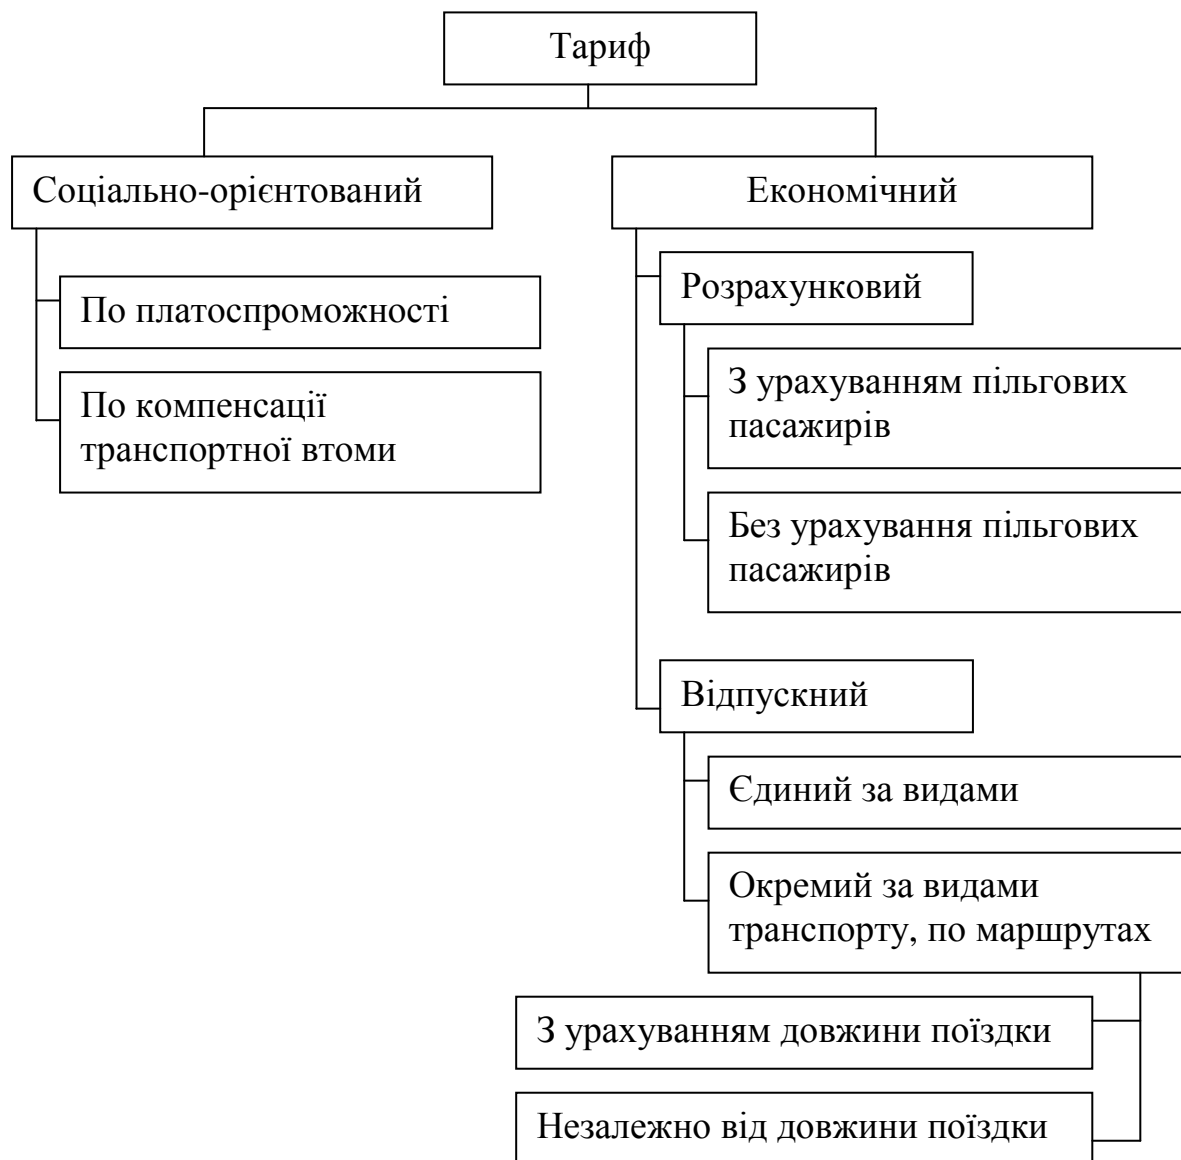 Тариф
Соціально-орієнтований
По платоспроможності
По компенсації
транспортної втоми
Економічний
Розрахунковий
З урахуванням пільгових
пасажирів
Без урахування пільгових
пасажирів
Відпускний
Єдиний за видами
Окремий за видами
транспорту, по маршрутах
З урахуванням довжини поїздки
Незалежно від довжини поїздки